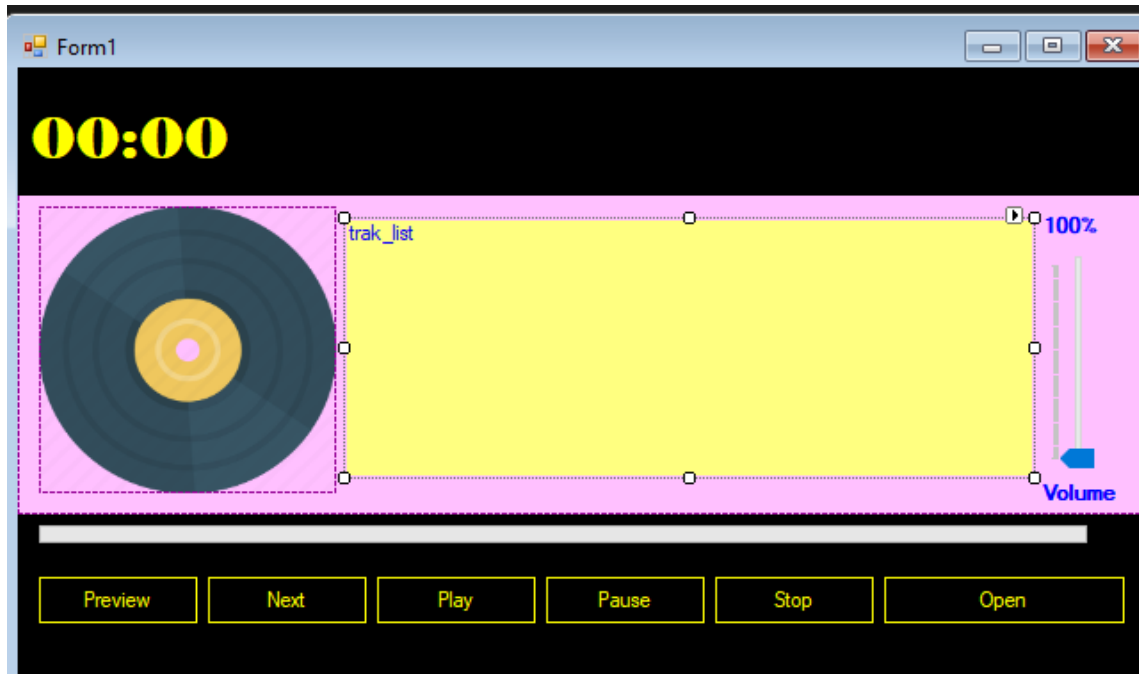 Form1
00:00
trak_list
100%
Volume
Preview Next Play Pause Stop Open